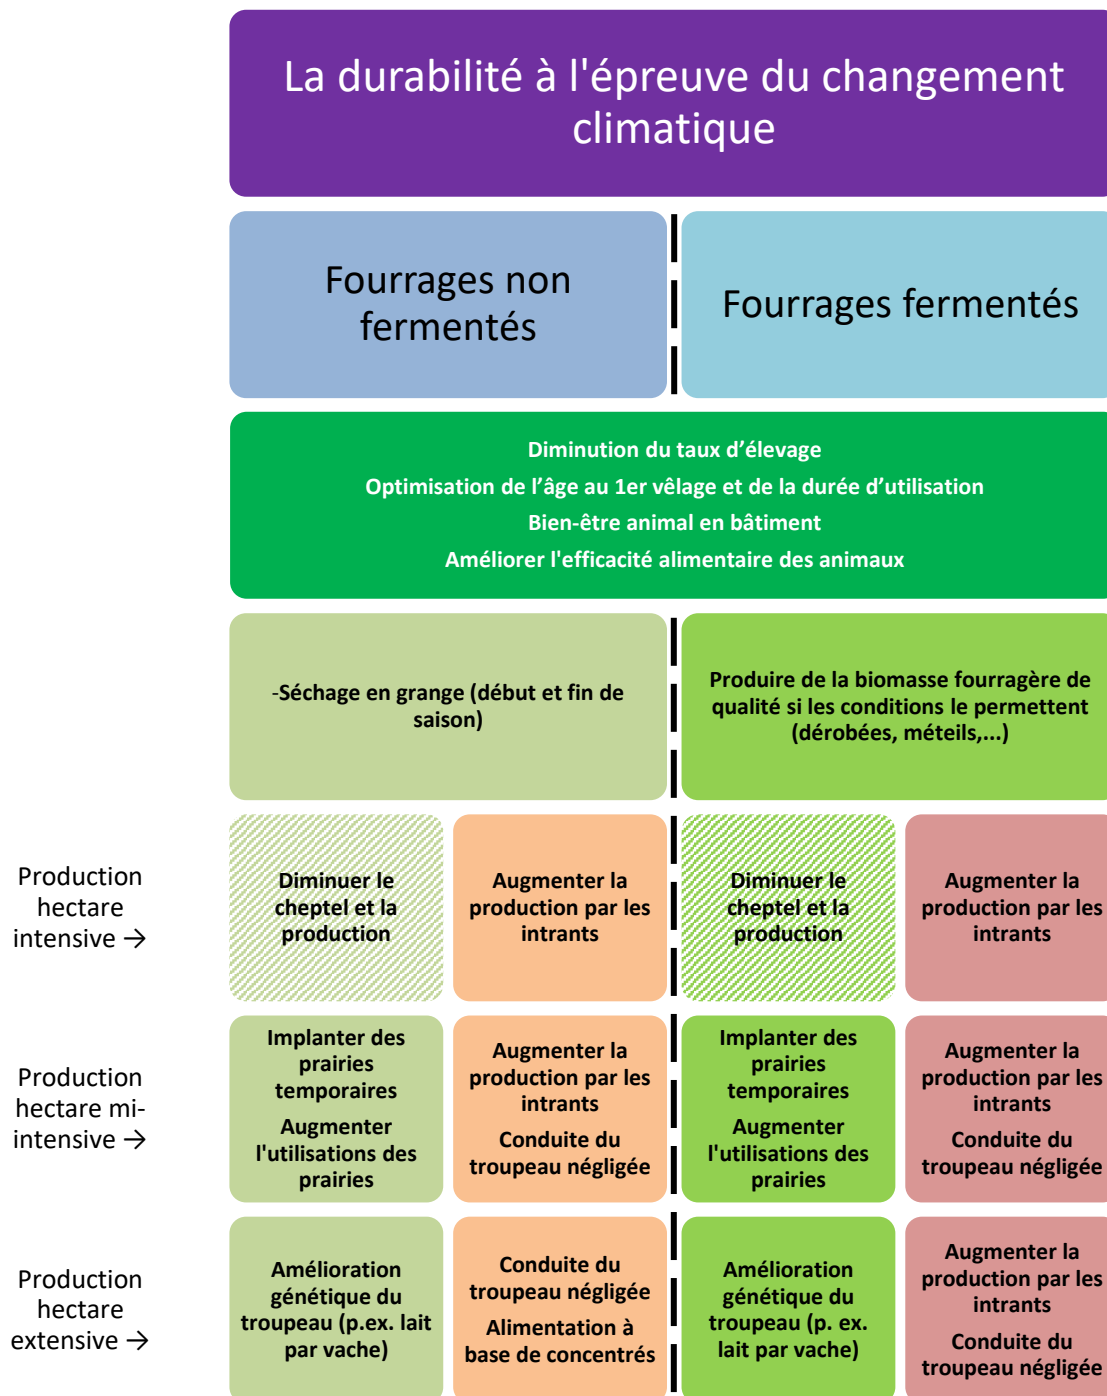 La durabilité à l'épreuve du changement
climatique
Fourrages non
fermentés
Fourrages fermentés
Diminution du taux d’élevage
Optimisation de l’âge au 1er vêlage et de la durée d’utilisation
Bien-être animal en bâtiment
Améliorer l'efficacité alimentaire des animaux
-Séchage en grange (début et fin de
saison)
Produire de la biomasse fourragère de
qualité si les conditions le permettent
(dérobées, méteils,...)
Production
hectare
intensive →
Diminuer le
cheptel et la
production
Augmenter la
production par les
intrants
Diminuer le
cheptel et la
production
Augmenter la
production par les
intrants
Production
hectare mi-
intensive →
Implanter des
prairies
temporaires
Augmenter
l'utilisations des
prairies
Augmenter la
production par les
intrants
Conduite du
troupeau négligée
Implanter des
prairies
temporaires
Augmenter
l'utilisations des
prairies
Augmenter la
production par les
intrants
Conduite du
troupeau négligée
Production
hectare
extensive →
Amélioration
génétique du
troupeau (p.ex. lait
par vache)
Conduite du
troupeau négligée
Alimentation à
base de concentrés
Amélioration
génétique du
troupeau (p. ex.
lait par vache)
Augmenter la
production par les
intrants
Conduite du
troupeau négligée